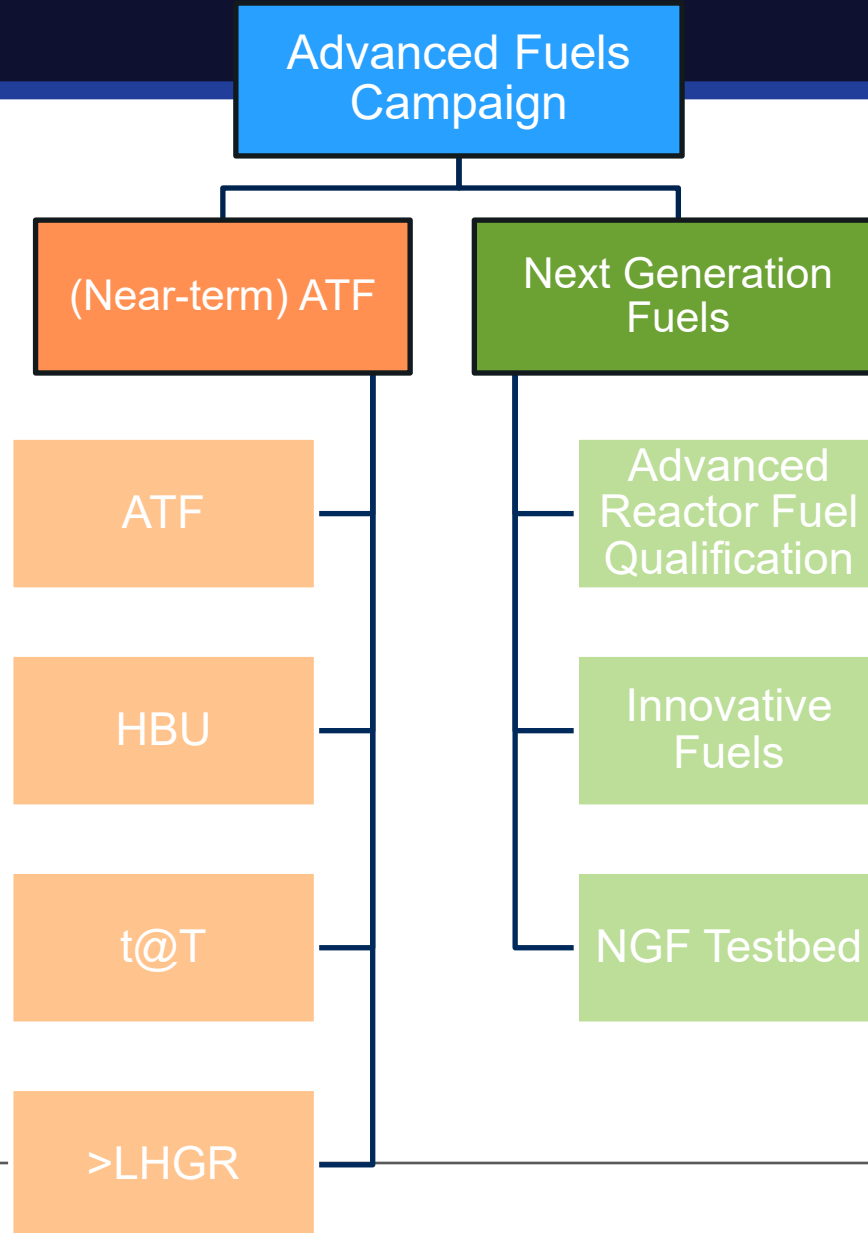 Advanced Fuels
Campaign
(Near-term) ATF
ATF
HBU
t@T
>LHGR
Next Generation
Fuels
Advanced
Reactor Fuel
Qualification
Innovative
Fuels
NGF Testbed